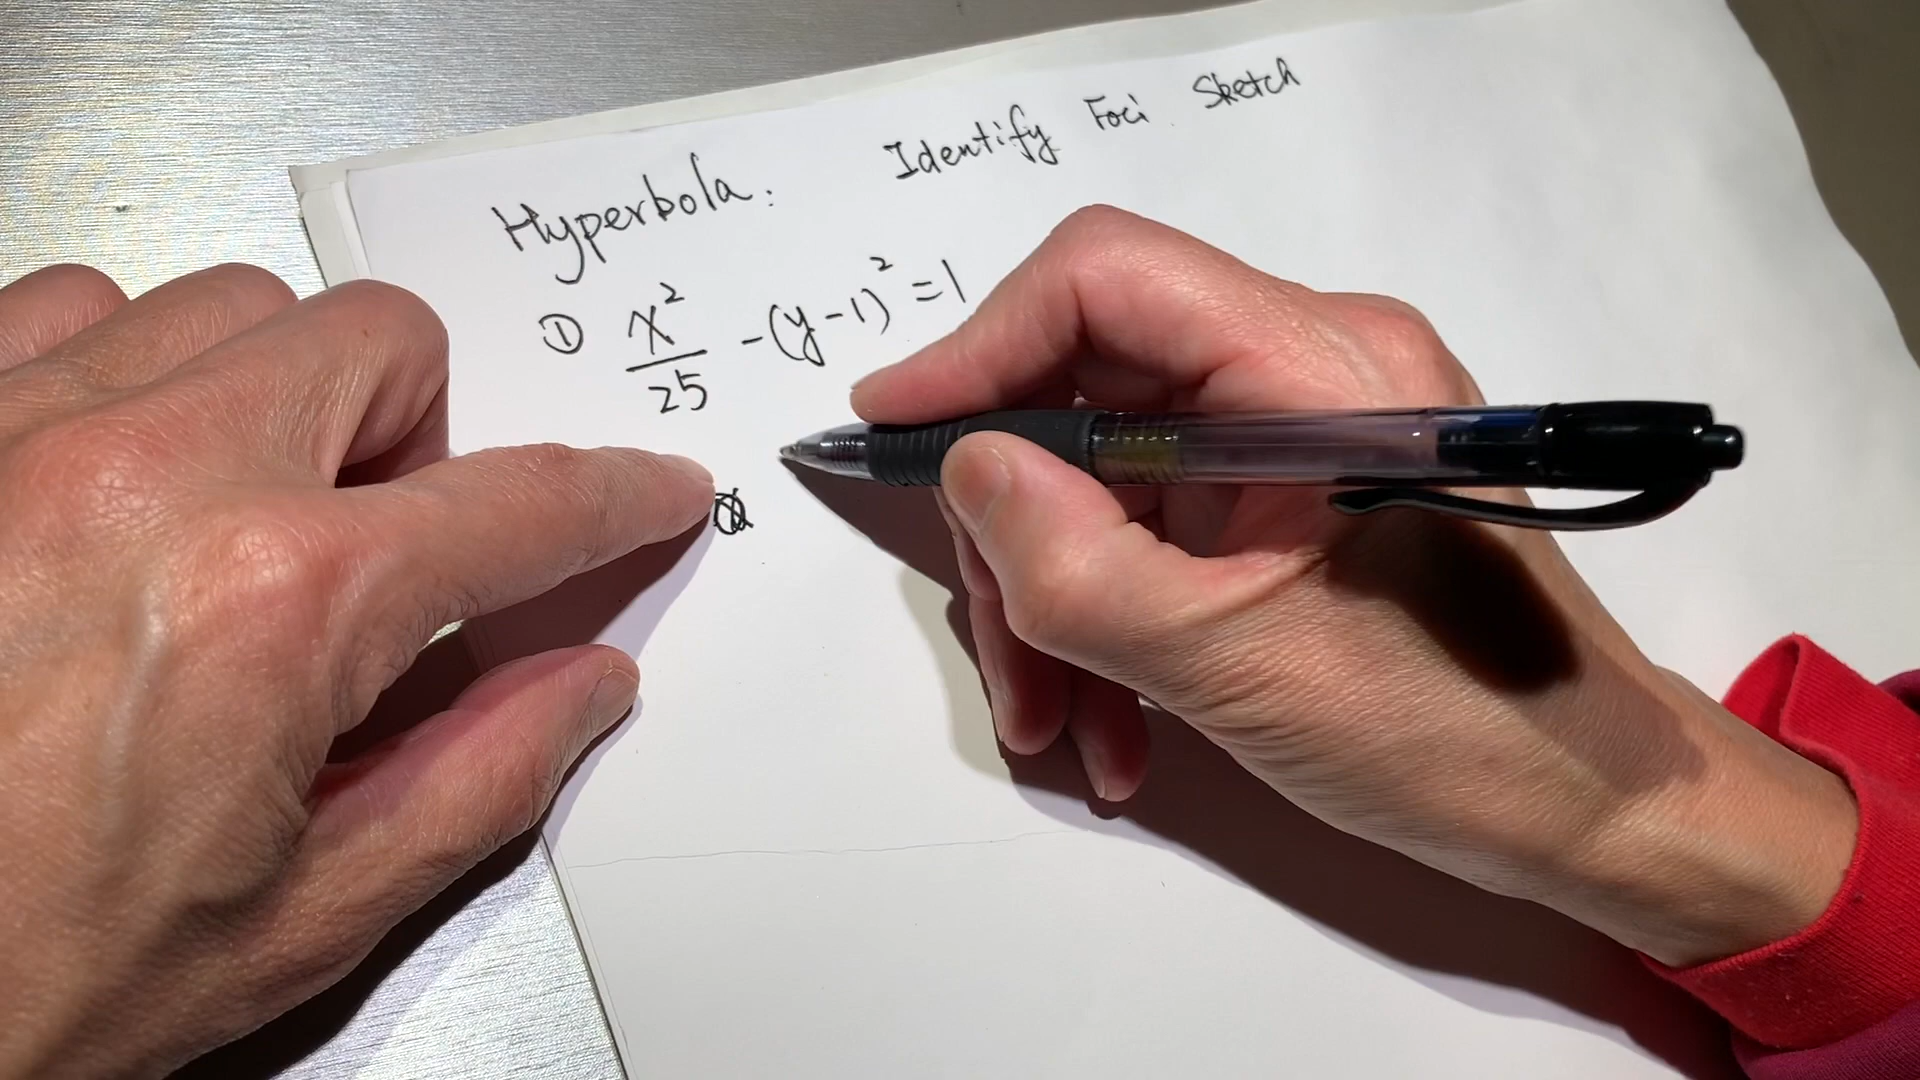 Hyperbola: Identify Foci Sketch
① x²/25 - (y-1)² = 1